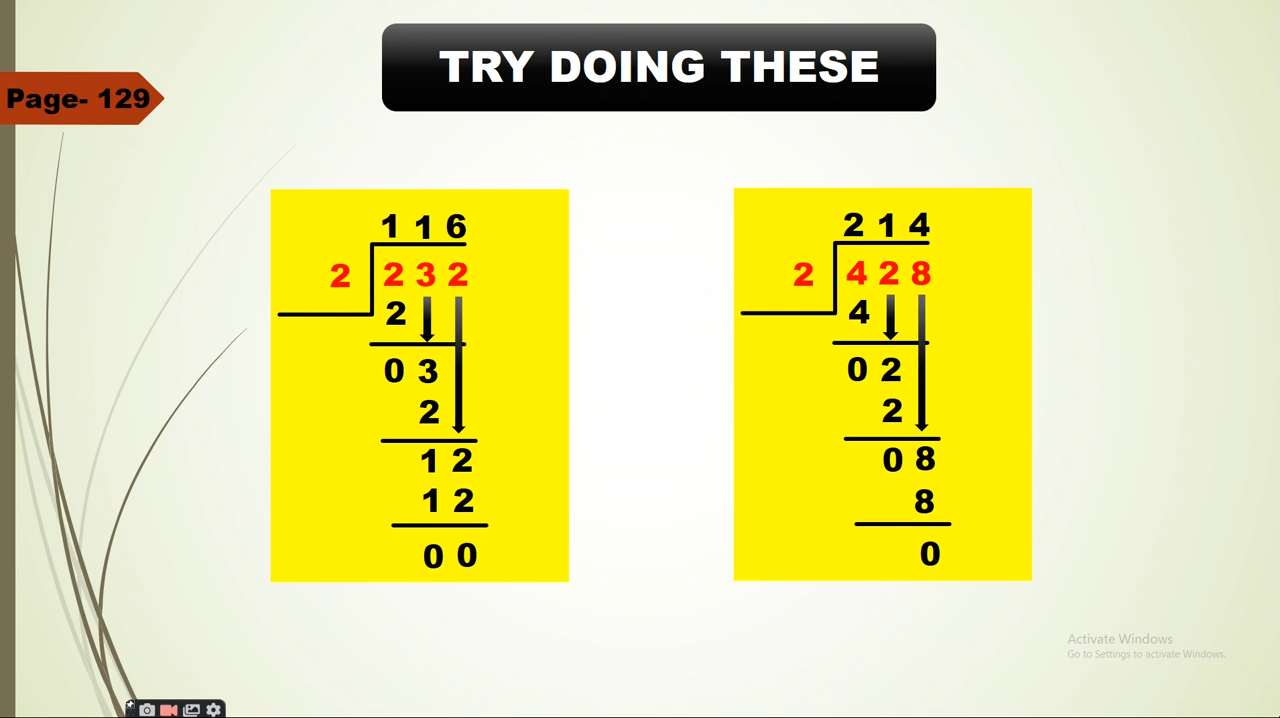 TRY DOING THESE
Page- 129
1 1 6
2 2 3 2
2
0 3
2
1 2
1 2
0 0
2 1 4
2 4 2 8
4
0 2
2
0 8
8
0
Activate Windows
Go to Settings to activate Windows.